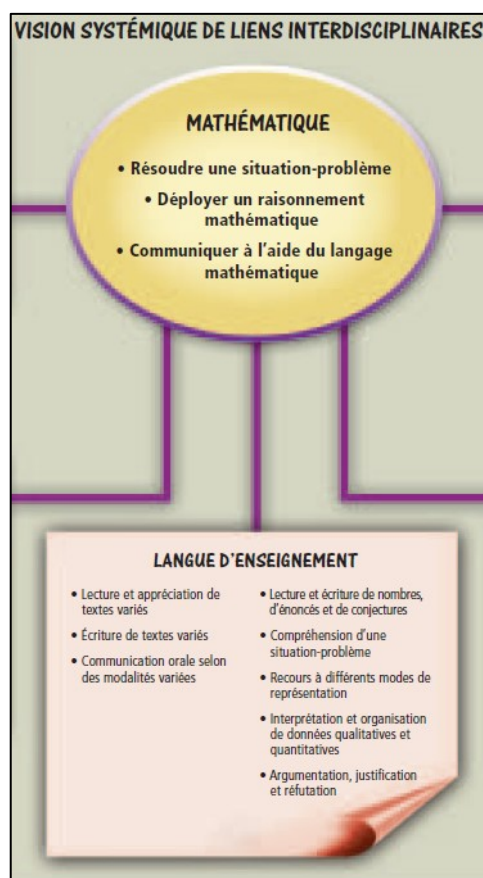 VISION SYSTÉMIQUE DE LIENS INTERDISCIPLINAIRES
MATHÉMATIQUE
• Résoudre une situation-problème
• Déployer un raisonnement
mathématique
• Communiquer à l'aide du langage
mathématique
LANGUE D'ENSEIGNEMENT
• Lecture et appréciation de
textes variés
• Écriture de textes variés
• Communication orale selon
des modalités variées
• Lecture et écriture de nombres,
d'énoncés et de conjectures
• Compréhension d'une
situation-problème
• Recours à différents modes de
représentation
• Interprétation et organisation
de données qualitatives et
quantitatives
• Argumentation, justification
et réfutation